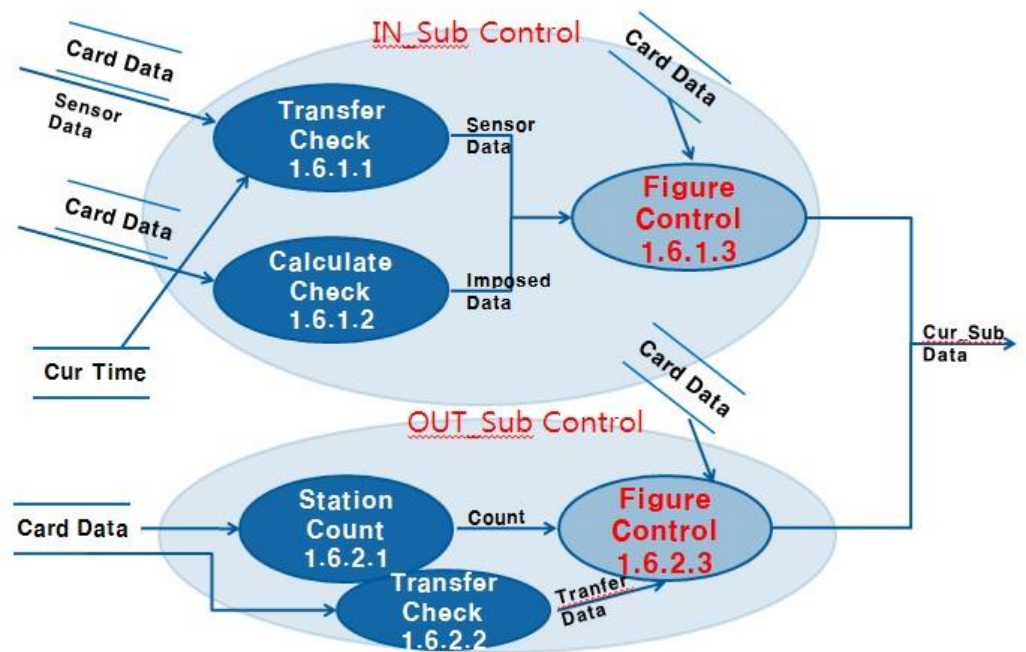 IN_Sub Control
Card Data
Sensor
Data
Transfer
Check
1.6.1.1
Sensor
Data
Card Data
Figure
Control
1.6.1.3
Card Data
Calculate
Check
1.6.1.2
Imposed
Data
Cur Time
Cur_Sub
Data
Card Data
OUT_Sub Control
Card Data
Station
Count
1.6.2.1
Count
Figure
Control
1.6.2.3
Transfer
Check
1.6.2.2
Tranfer
Data